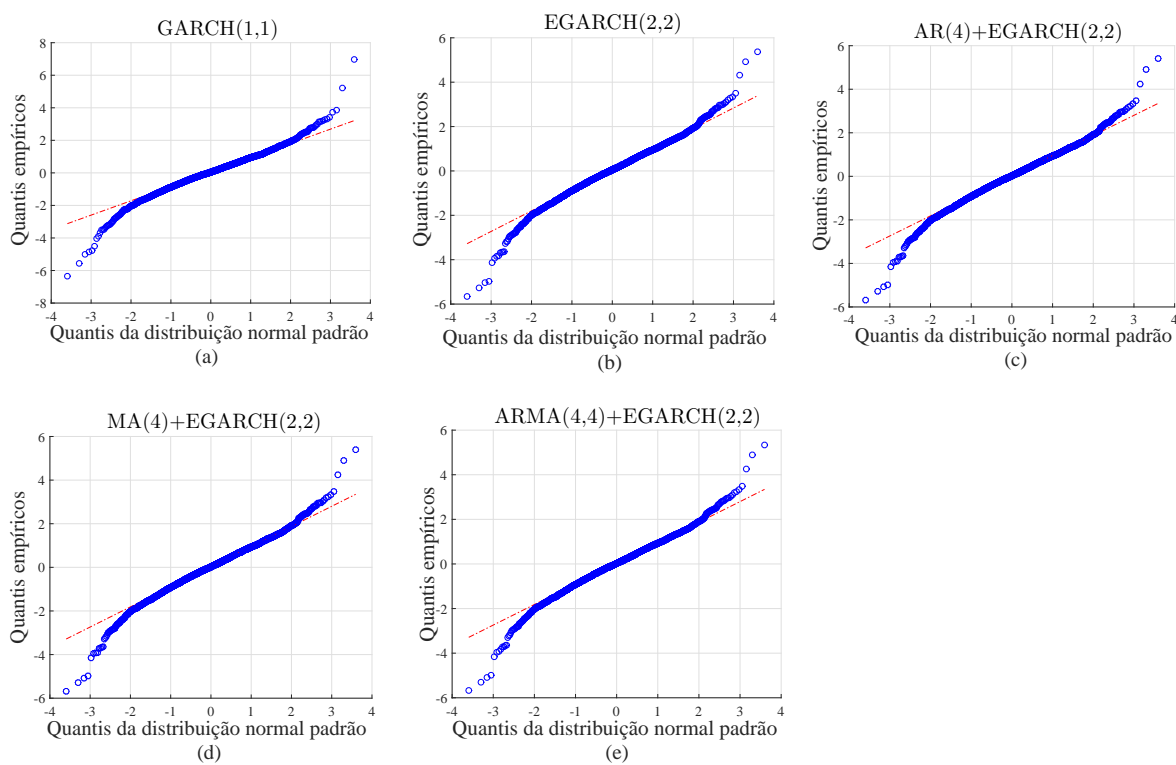 GARCH(1,1)
Quantis empíricos
8
6
4
2
0
-2
-4
-6
-8
-4 -3 -2 -1 0 1 2 3 4
Quantis da distribuição normal padrão
(a)
EGARCH(2,2)
Quantis empíricos
6
4
2
0
-2
-4
-6
-4 -3 -2 -1 0 1 2 3 4
Quantis da distribuição normal padrão
(b)
AR(4)+EGARCH(2,2)
Quantis empíricos
6
4
2
0
-2
-4
-6
-4 -3 -2 -1 0 1 2 3 4
Quantis da distribuição normal padrão
(c)
MA(4)+EGARCH(2,2)
Quantis empíricos
6
4
2
0
-2
-4
-6
-4 -3 -2 -1 0 1 2 3 4
Quantis da distribuição normal padrão
(d)
ARMA(4,4)+EGARCH(2,2)
Quantis empíricos
6
4
2
0
-2
-4
-6
-4 -3 -2 -1 0 1 2 3 4
Quantis da distribuição normal padrão
(e)